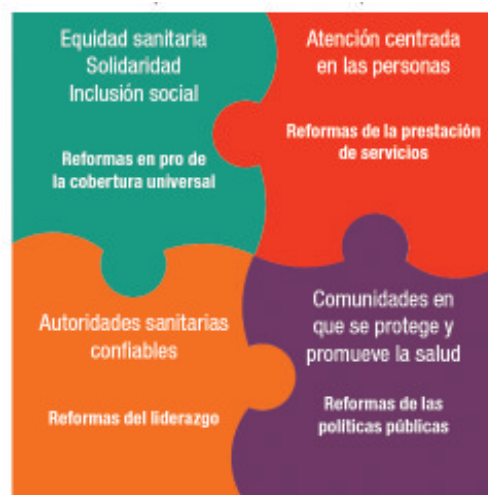 Equidad sanitaria
Solidaridad
Inclusión social
Reformas en pro de
la cobertura universal
Atención centrada
en las personas
Reformas de la prestación
de servicios
Autoridades sanitarias
confiables
Reformas del liderazgo
Comunidades en
que se protege y
promueve la salud
Reformas de las
políticas públicas